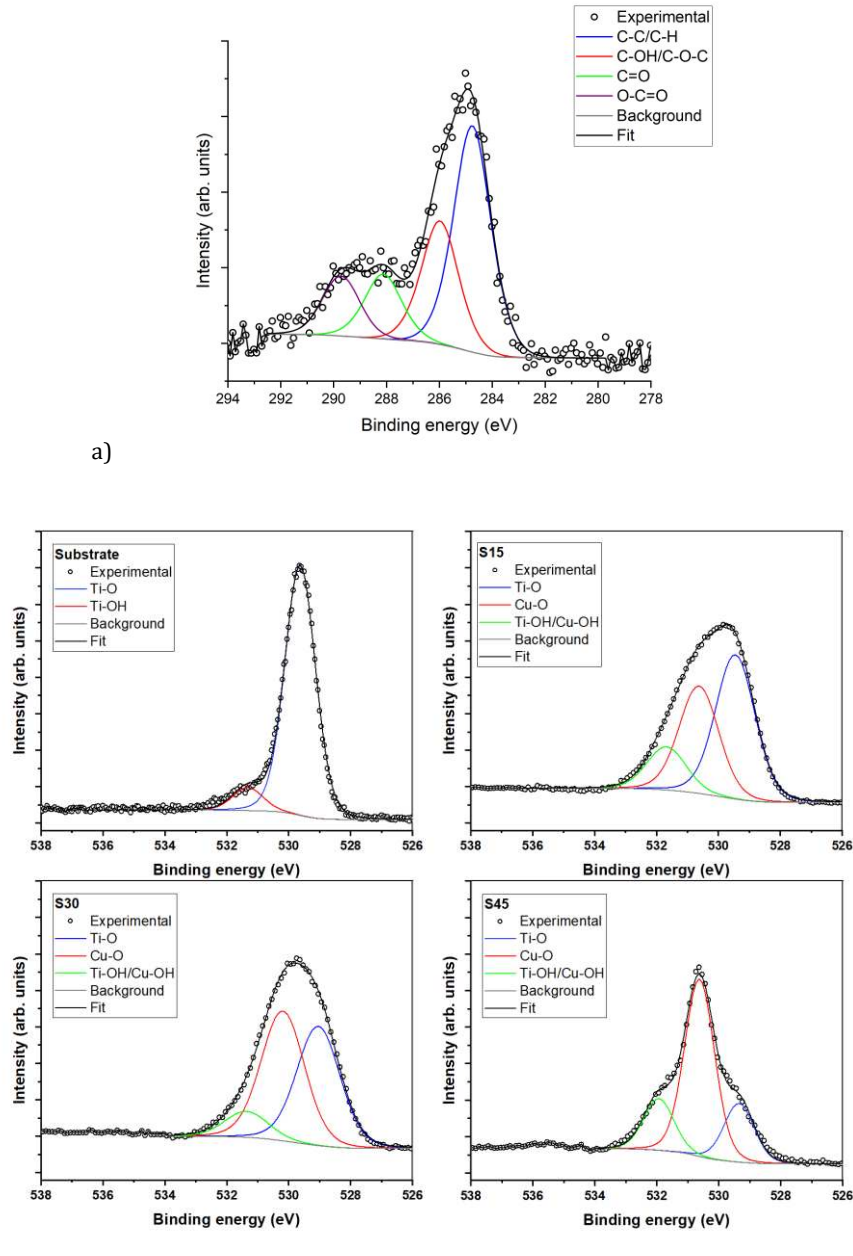 Experimental
C-C/C-H
C-OH/C-O-C
C=O
O-C=O
Background
Fit
Intensity (arb. units)
294 292 290 288 286 284 282 280 278
Binding energy (eV)
a)
Substrate
Experimental
Ti-O
Ti-OH
Background
Fit
Intensity (arb. units)
538 536 534 532 530 528 526
Binding energy (eV)
S15
Experimental
Ti-O
Cu-O
Ti-OH/Cu-OH
Background
Fit
Intensity (arb. units)
538 536 534 532 530 528 526
Binding energy (eV)
S30
Experimental
Ti-O
Cu-O
Ti-OH/Cu-OH
Background
Fit
Intensity (arb. units)
538 536 534 532 530 528 526
Binding energy (eV)
S45
Experimental
Ti-O
Cu-O
Ti-OH/Cu-OH
Background
Fit
Intensity (arb. units)
538 536 534 532 530 528 526
Binding energy (eV)